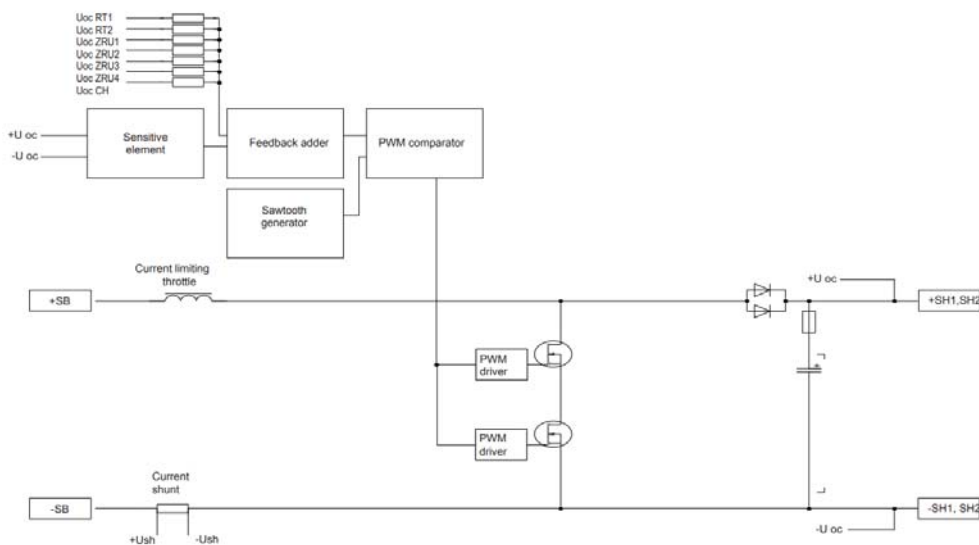 Uoc RT1
Uoc RT2
Uoc ZRU1
Uoc ZRU2
Uoc ZRU3
Uoc ZRU4
Uoc CH
+U oc
-U oc
Sensitive
element
Feedback adder
PWM comparator
Sawtooth
generator
Current limiting
throttle
+SB
+U oc
+SH1,SH2
PWM
driver
+
PWM
driver
Current
shunt
-SB
-SH1, SH2
+Ush
-Ush
-U oc